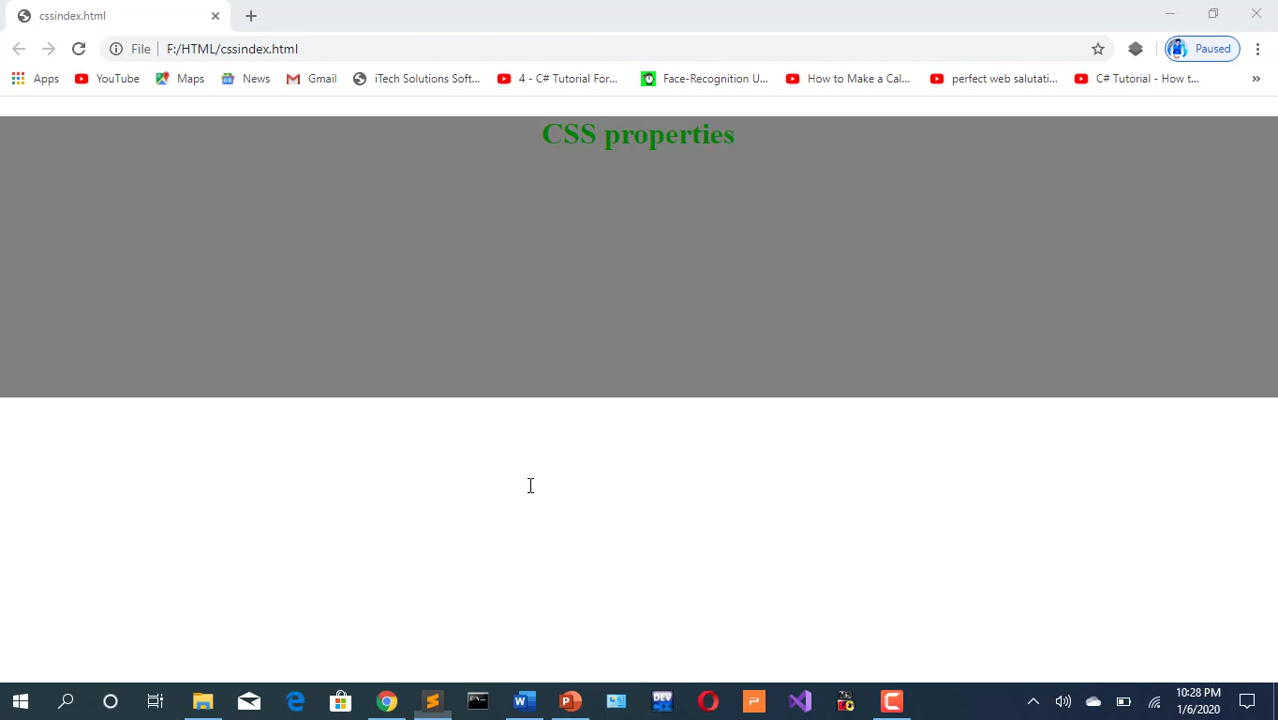 cssindex.html
File
F:/HTML/cssindex.html
Paused
Apps
YouTube
Maps
News
Gmail
iTech Solutions Soft...
4 - C# Tutorial For...
Face-Recognition U...
How to Make a Cal...
perfect web salutati...
C# Tutorial - How t...
»
CSS properties
DEV
10:28 PM
1/6/2020